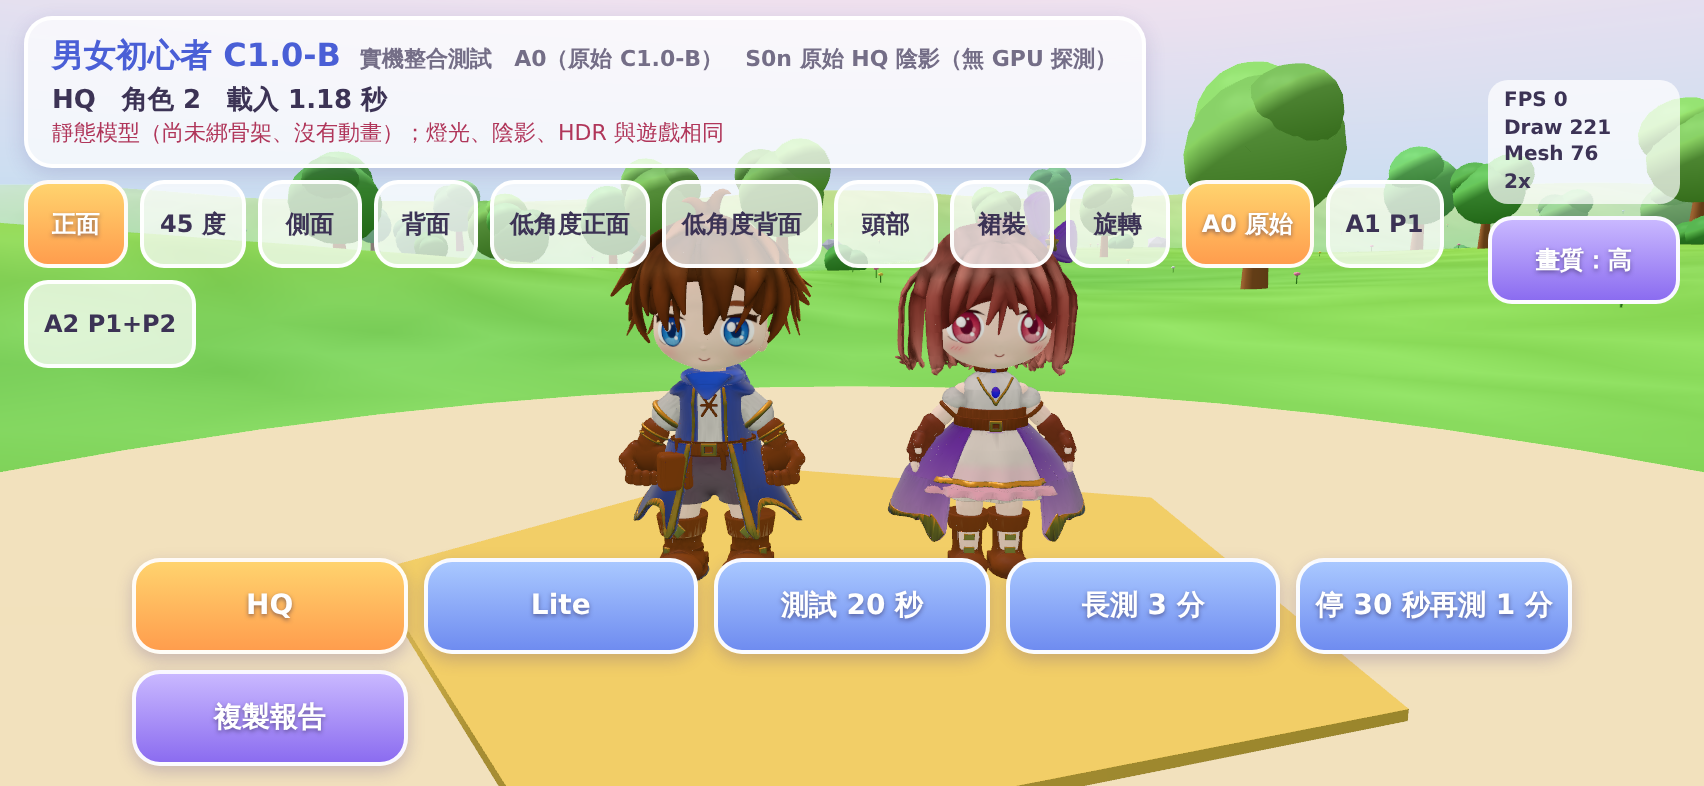 男女初心者 C1.0-B 實機整合測試 A0（原始 C1.0-B） S0n 原始 HQ 陰影（無 GPU 探測）
HQ 角色 2 載入 1.18 秒
靜態模型（尚未綁骨架、沒有動畫）；燈光、陰影、HDR 與遊戲相同
FPS 0
Draw 221
Mesh 76
2x
正面 45 度 側面 背面 低角度正面 低角度背面 頭部 裙裝 旋轉 A0 原始 A1 P1
畫質：高
A2 P1+P2
HQ Lite 測試 20 秒 長測 3 分 停 30 秒再測 1 分
複製報告